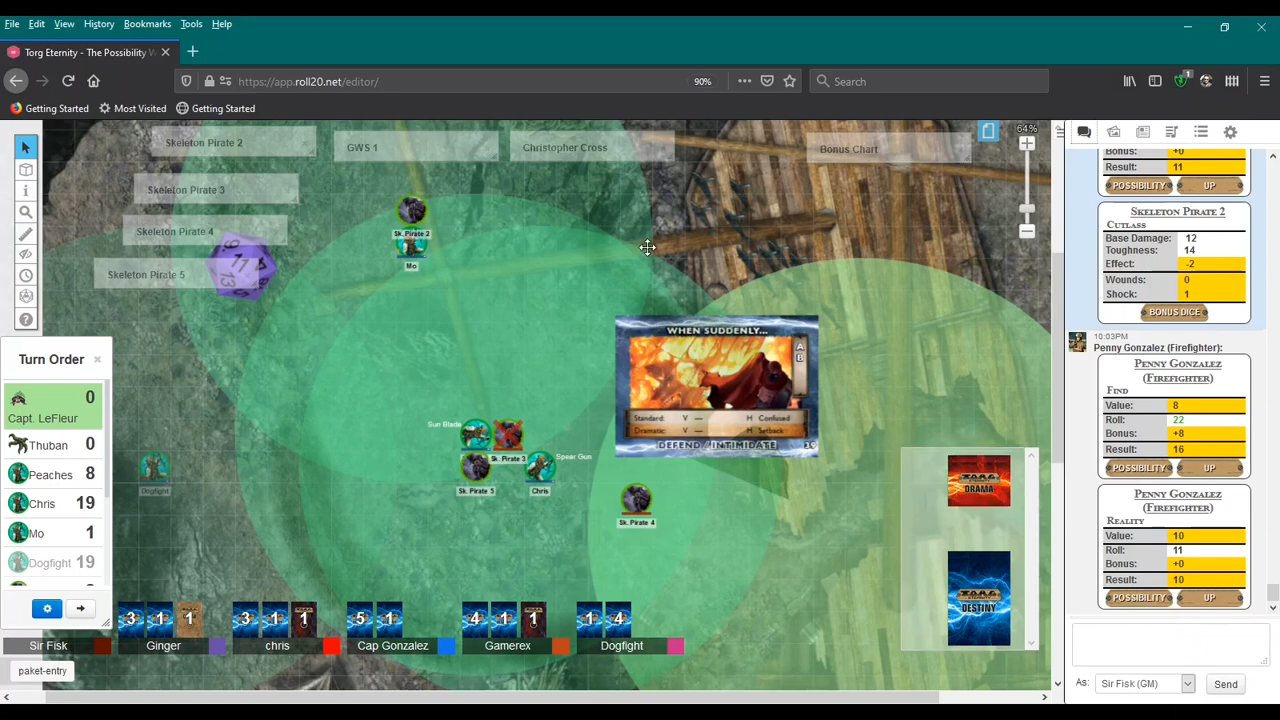 File Edit View History Bookmarks Tools Help
Torg Eternity - The Possibility W
https://app.roll20.net/editor/
90%
Search
Getting Started
Most Visited
Getting Started
Skeleton Pirate 2
GWS 1
Christopher Cross
Bonus Chart
64%
Skeleton Pirate 3
Skeleton Pirate 4
Skeleton Pirate 5
Sk. Pirate 2
Mo
Turn Order
Capt. LeFleur 0
Thuban 0
Peaches 8
Chris 19
Mo 1
Dogfight 19
WHEN SUDDENLY...
A
B
Standard: V — H Confused
Dramatic: V — H Setback
DEFEND / INTIMIDATE
Sun Blade
Sk. Pirate 3
Spear Gun
Sk. Pirate 5
Chris
Dogfight
Sk. Pirate 4
TORG
ETERNITY
DRAMA
TORG
ETERNITY
DESTINY
3 1 1
3 1 1
5 1
4 1 1
1 4
Sir Fisk
Ginger
chris
Cap Gonzalez
Gamerex
Dogfight
paket-entry
Bonus: +0
Result: 11
POSSIBILITY UP
Skeleton Pirate 2
Cutlass
Base Damage: 12
Toughness: 14
Effect: -2
Wounds: 0
Shock: 1
BONUS DICE
10:03PM
Penny Gonzalez (Firefighter):
Penny Gonzalez
(Firefighter)
Find
Value: 8
Roll: 22
Bonus: +8
Result: 16
POSSIBILITY UP
Penny Gonzalez
(Firefighter)
Reality
Value: 10
Roll: 11
Bonus: +0
Result: 10
POSSIBILITY UP
As: Sir Fisk (GM)
Send